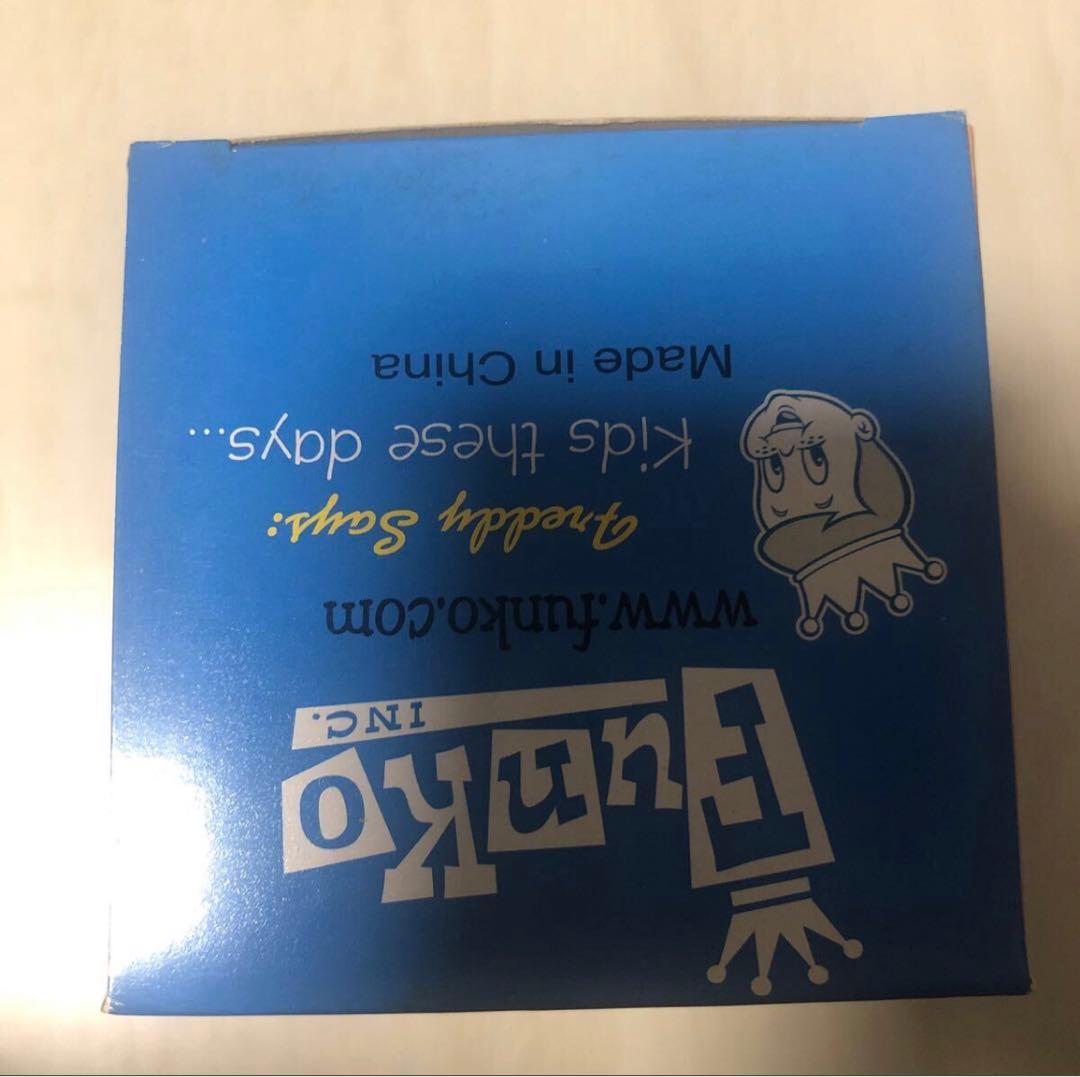 Funko
INC.
www.funko.com
Freddy Says:
Kids these days...
Made in China